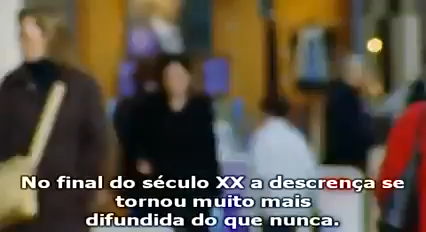 No final do século XX a descrença se
tornou muito mais
difundida do que nunca.